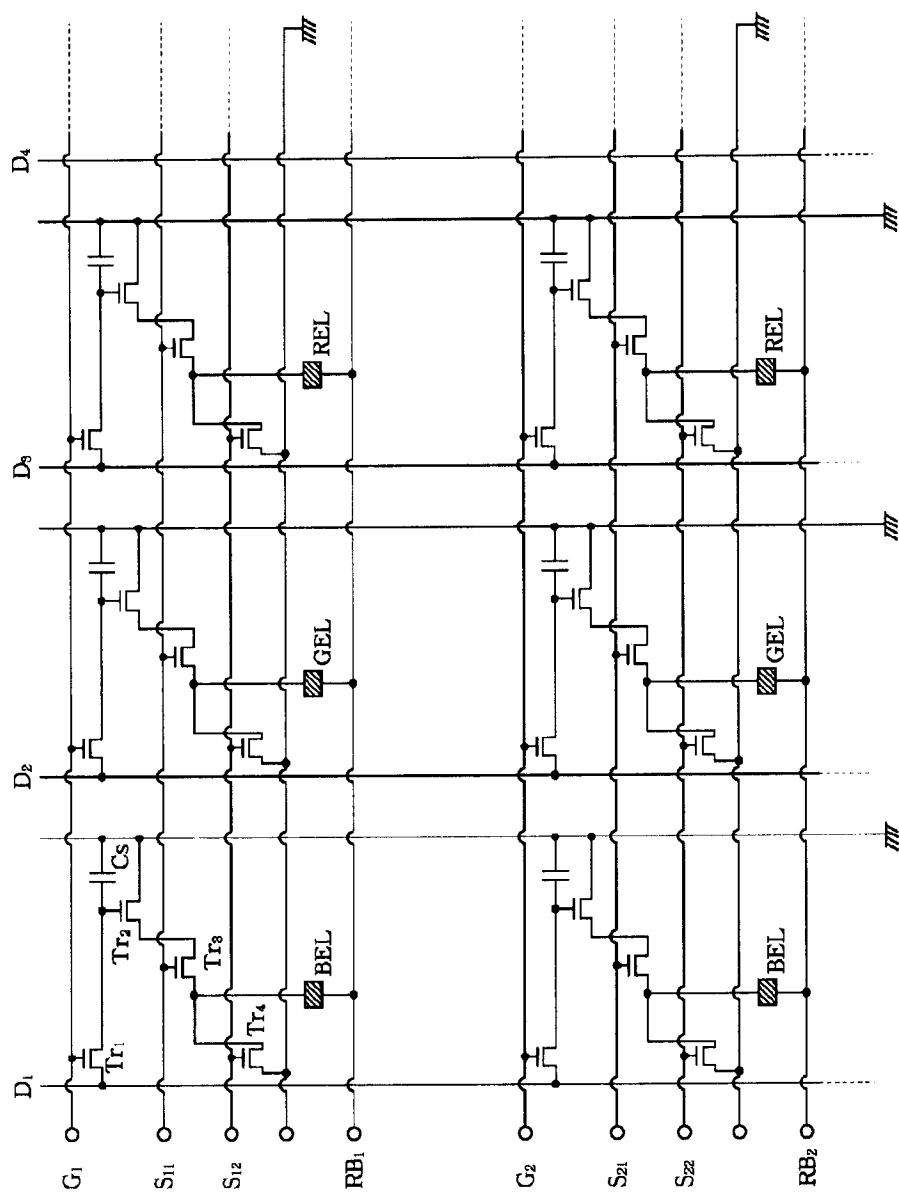 D₁
D₂
D₃
D₄
G₁
Tr₁
Tr₂
Cs
S₁₁
Tr₃
S₁₂
Tr₄
BEL
GEL
REL
RB₁
G₂
S₂₁
S₂₂
BEL
GEL
REL
RB₂